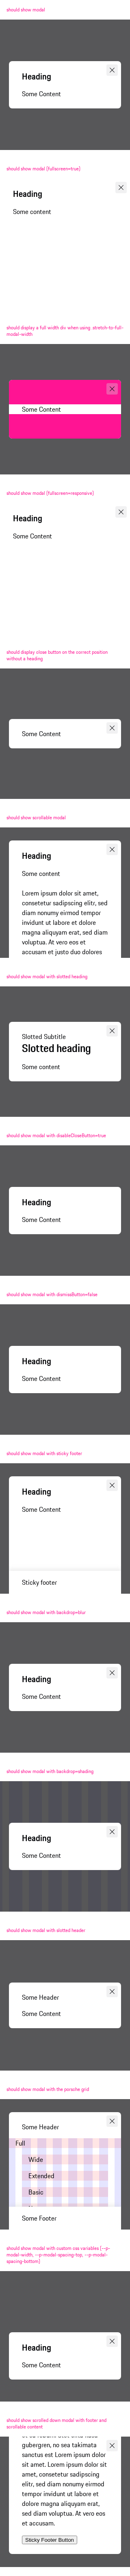 should show modal
Heading
Some Content
should show modal (fullscreen=true)
Heading
Some content
should display a full width div when using .stretch-to-full-
modal-width
Some Content
should show modal (fullscreen=responsive)
Heading
Some Content
should display close button on the correct position
without a heading
Some Content
should show scrollable modal
Heading
Some content
Lorem ipsum dolor sit amet,
consetetur sadipscing elitr, sed
diam nonumy eirmod tempor
invidunt ut labore et dolore
magna aliquyam erat, sed diam
voluptua. At vero eos et
accusam et justo duo dolores
should show modal with slotted heading
Slotted Subtitle
Slotted heading
Some content
should show modal with disableCloseButton=true
Heading
Some Content
should show modal with dismissButton=false
Heading
Some Content
should show modal with sticky footer
Heading
Some Content
Sticky footer
should show modal with backdrop=blur
Heading
Some Content
should show modal with backdrop=shading
Heading
Some Content
should show modal with slotted header
Some Header
Some Content
should show modal with the porsche grid
Some Header
Full
Wide
Extended
Basic
Some Footer
should show modal with custom css variables (--p-
modal-width, --p-modal-spacing-top, --p-modal-
spacing-bottom)
Heading
Some Content
should show scrolled down modal with footer and
scrollable content
gubergren, no sea takimata
sanctus est Lorem ipsum dolor
sit amet. Lorem ipsum dolor sit
amet, consetetur sadipscing
elitr, sed diam nonumy eirmod
tempor invidunt ut labore et
dolore magna aliquyam erat,
sed diam voluptua. At vero eos
et accusam.
Sticky Footer Button